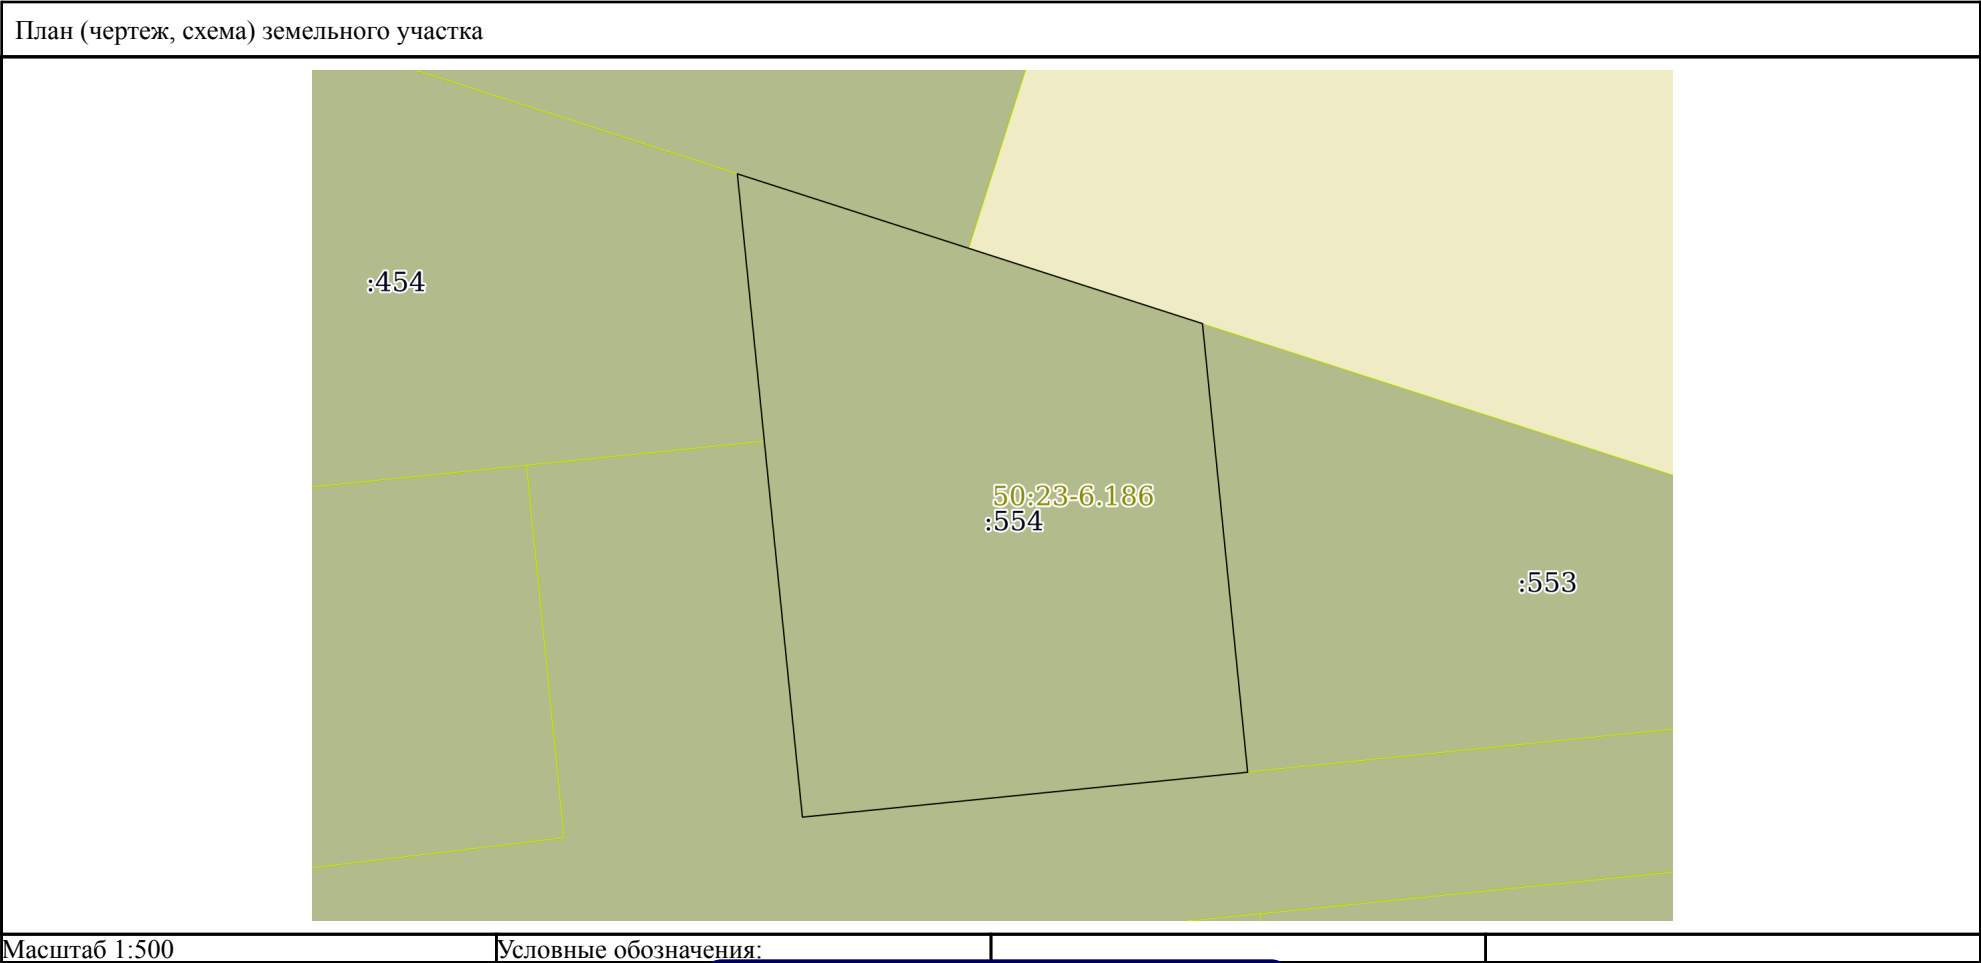 План (чертеж, схема) земельного участка
:454
50:23-6.186
:554
:553
Масштаб 1:500
Условные обозначения: